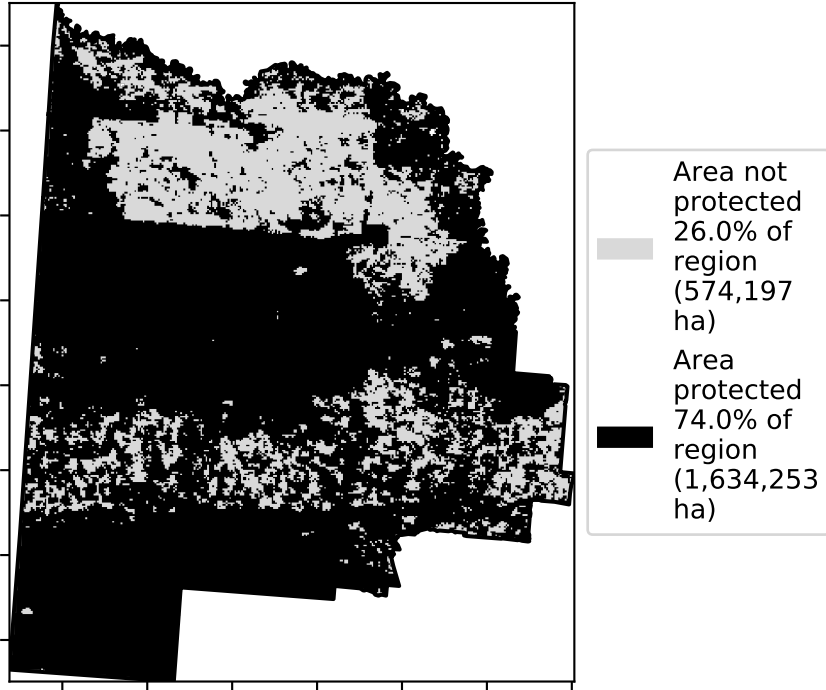 Area not
protected
26.0% of
region
(574,197
ha)
Area
protected
74.0% of
region
(1,634,253
ha)